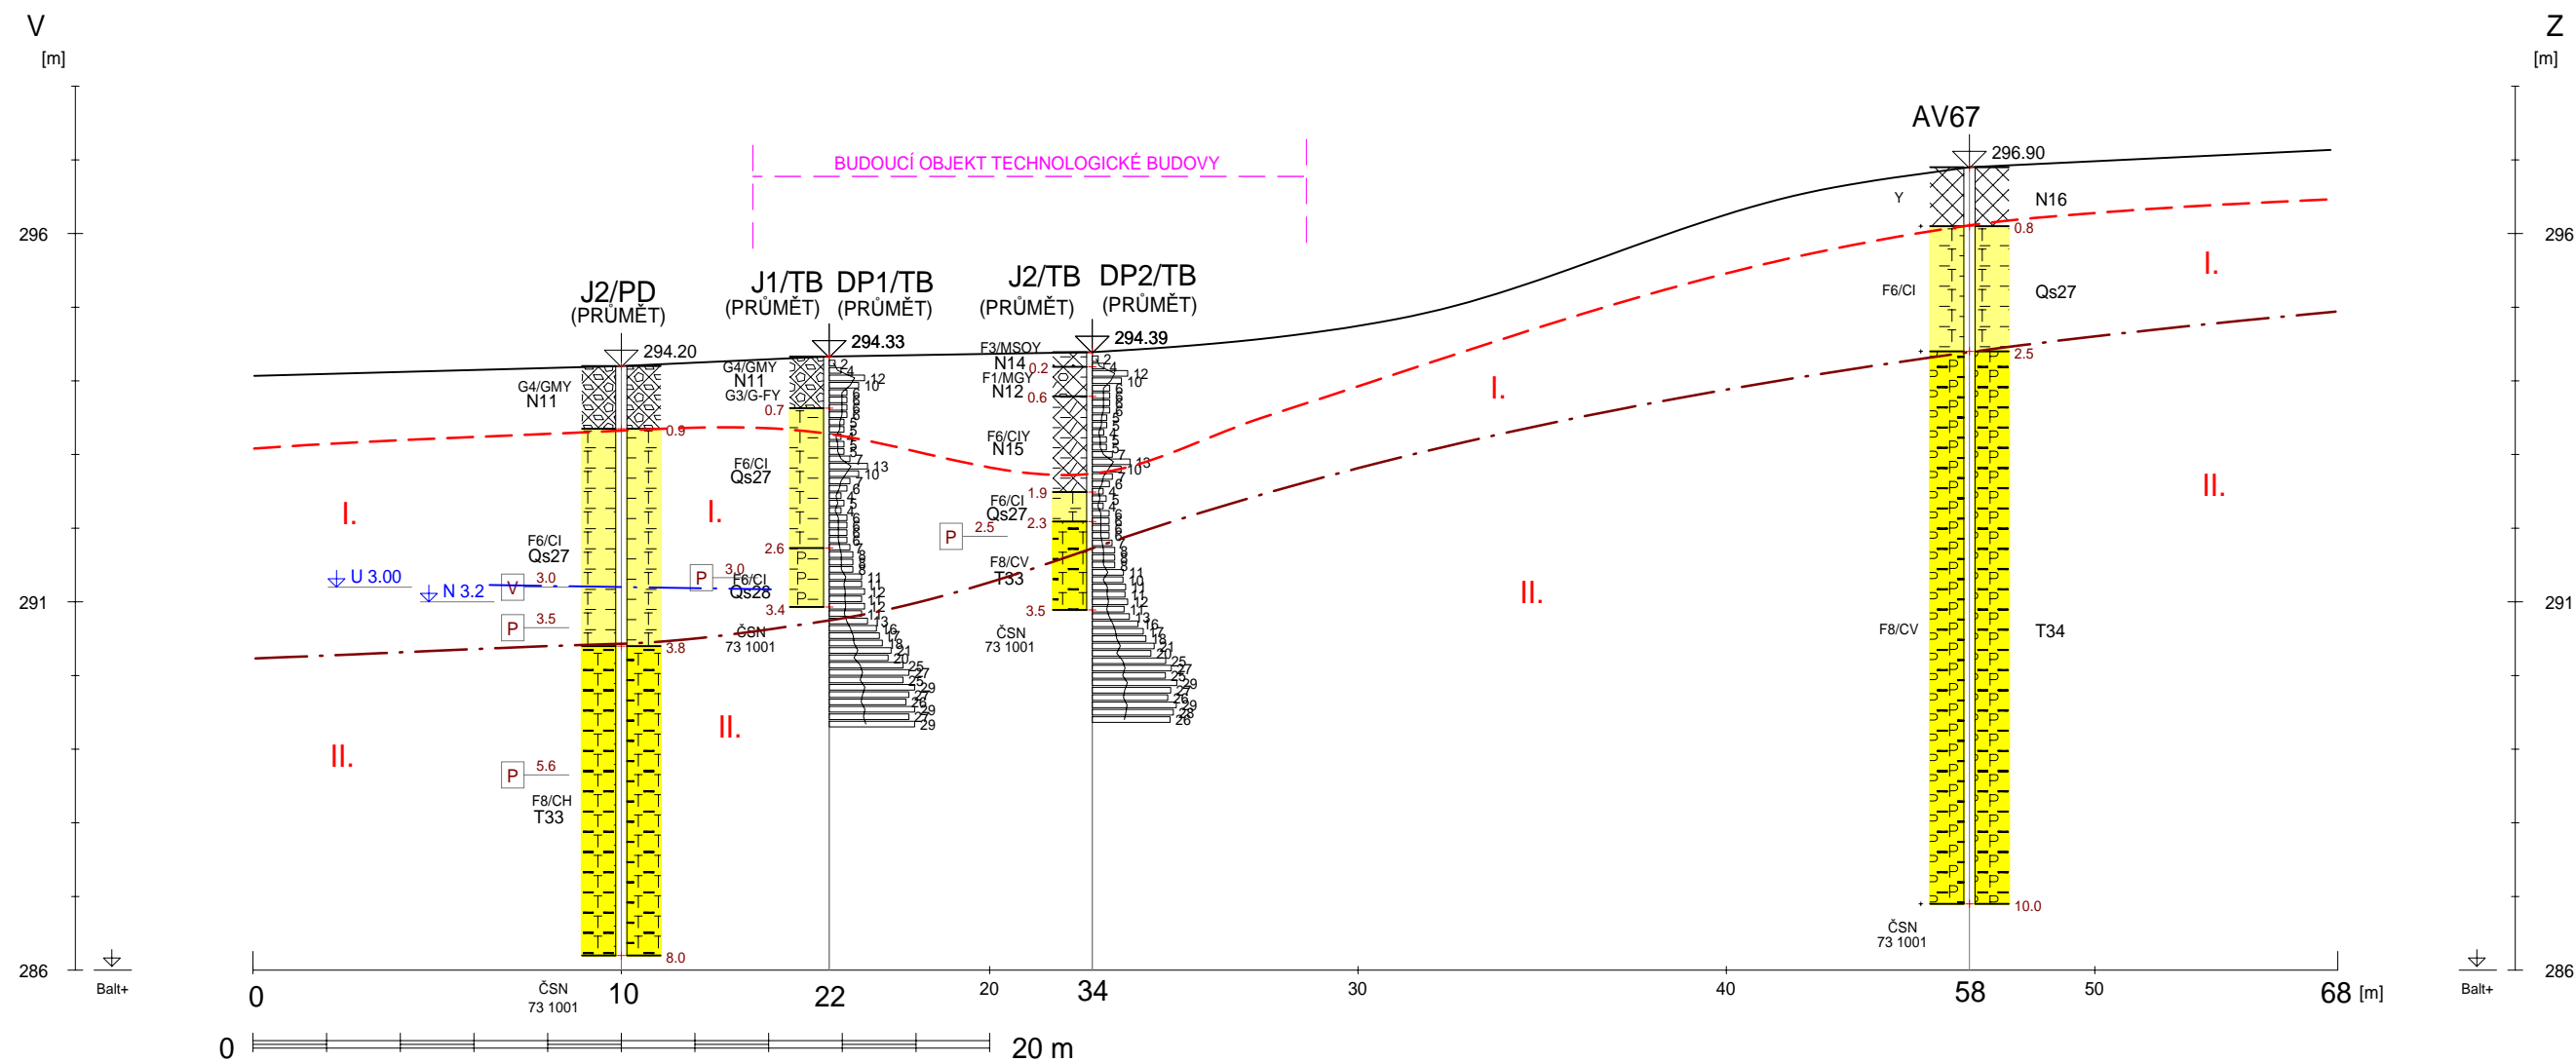 V
[m]
Z
[m]
296
291
286
Balt+
296
291
286
Balt+
BUDOUCÍ OBJEKT TECHNOLOGICKÉ BUDOVY
J2/PD
(PRŮMĚT)
294.20
G4/GMY
N11
0.9
F6/CI
Qs27
U 3.00
N 3.2
V 3.0
P 3.5
3.8
P 5.6
F8/CH
T33
8.0
ČSN
73 1001
J1/TB
(PRŮMĚT)
DP1/TB
(PRŮMĚT)
294.33
G4/GMY
N11
G3/G-FY
0.7
F6/CI
Qs27
2.6
P 3.0
F6/CI
Qs28
3.4
ČSN
73 1001
J2/TB
(PRŮMĚT)
DP2/TB
(PRŮMĚT)
294.39
F3/MSOY
N14
0.2
F1/MGY
N12
0.6
F6/CIY
N15
1.9
F6/CI
Qs27
2.3
P 2.5
F8/CV
T33
3.5
ČSN
73 1001
AV67
296.90
Y
N16
0.8
F6/CI
Qs27
2.5
F8/CV
T34
10.0
ČSN
73 1001
I.
I.
I.
I.
II.
II.
II.
II.
0
10
22
20
34
30
40
58
50
68 [m]
0
20 m